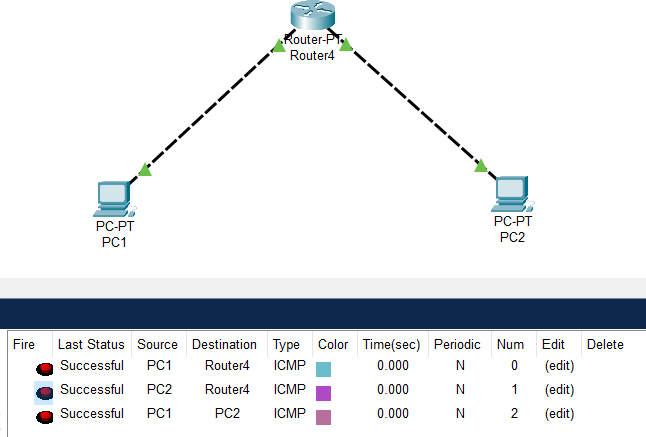 Router-PT
Router4
PC-PT
PC1
PC-PT
PC2
Fire Last Status Source Destination Type Color Time(sec) Periodic Num Edit Delete
Successful PC1 Router4 ICMP 0.000 N 0 (edit)
Successful PC2 Router4 ICMP 0.000 N 1 (edit)
Successful PC1 PC2 ICMP 0.000 N 2 (edit)